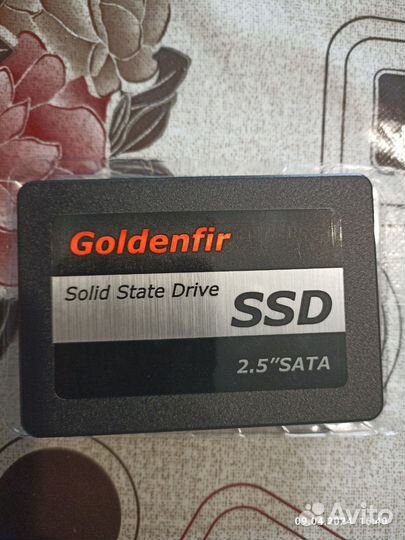 Goldenfir
Solid State Drive
SSD
2.5"SATA
Avito